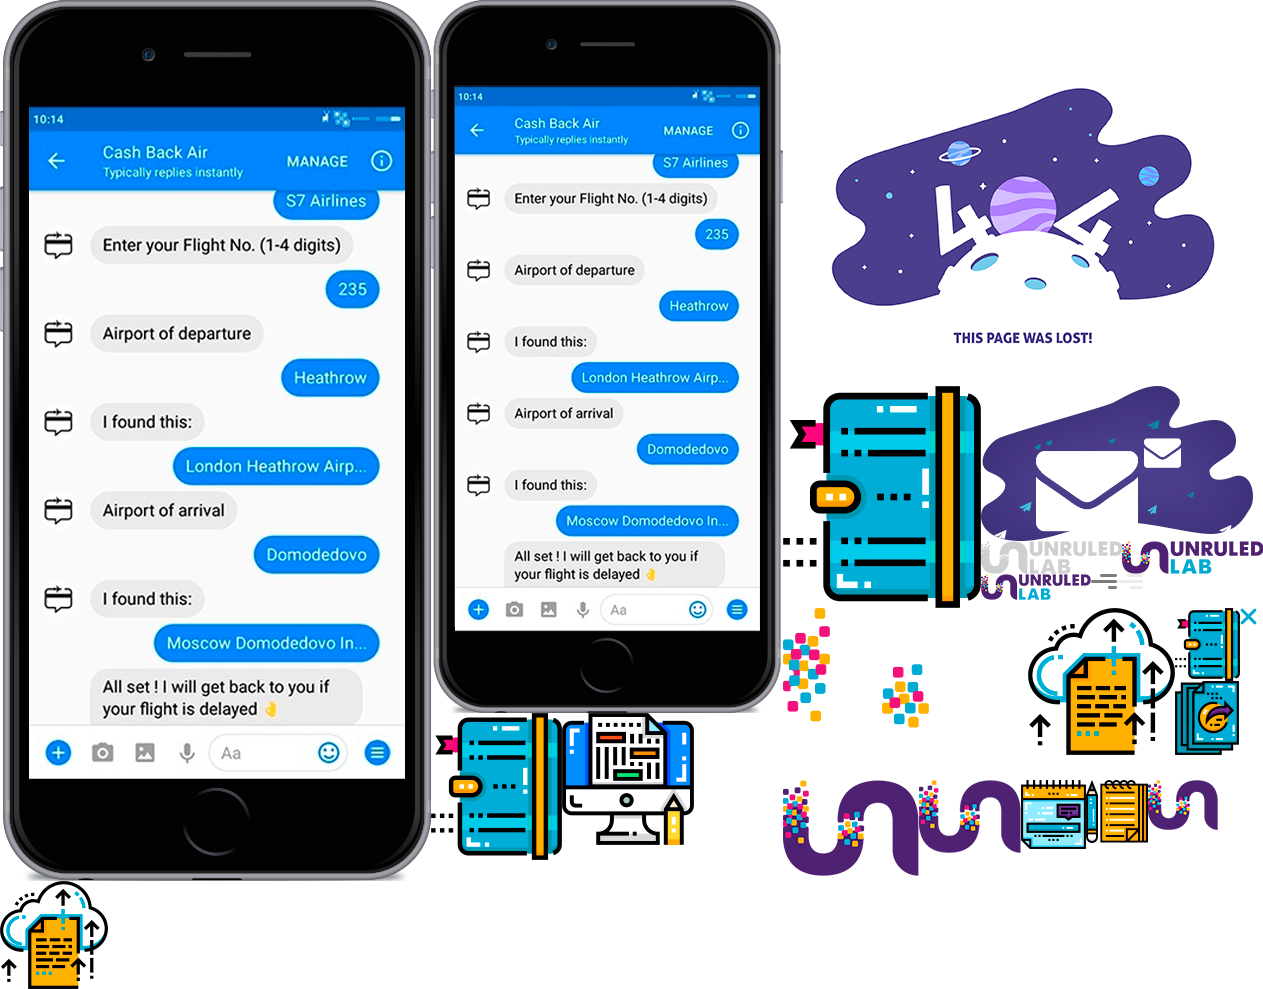 10:14
Cash Back Air
Typically replies instantly
MANAGE
S7 Airlines
Enter your Flight No. (1-4 digits)
235
Airport of departure
Heathrow
I found this:
London Heathrow Airp...
Airport of arrival
Domodedovo
I found this:
Moscow Domodedovo In...
All set ! I will get back to you if
your flight is delayed 👌
Aa
10:14
Cash Back Air
Typically replies instantly
MANAGE
S7 Airlines
Enter your Flight No. (1-4 digits)
235
Airport of departure
Heathrow
I found this:
London Heathrow Airp...
Airport of arrival
Domodedovo
I found this:
Moscow Domodedovo In...
All set ! I will get back to you if
your flight is delayed 👌
Aa
4 4
THIS PAGE WAS LOST!
UNRULED
LAB
UNRULED
LAB
UNRULED
LAB